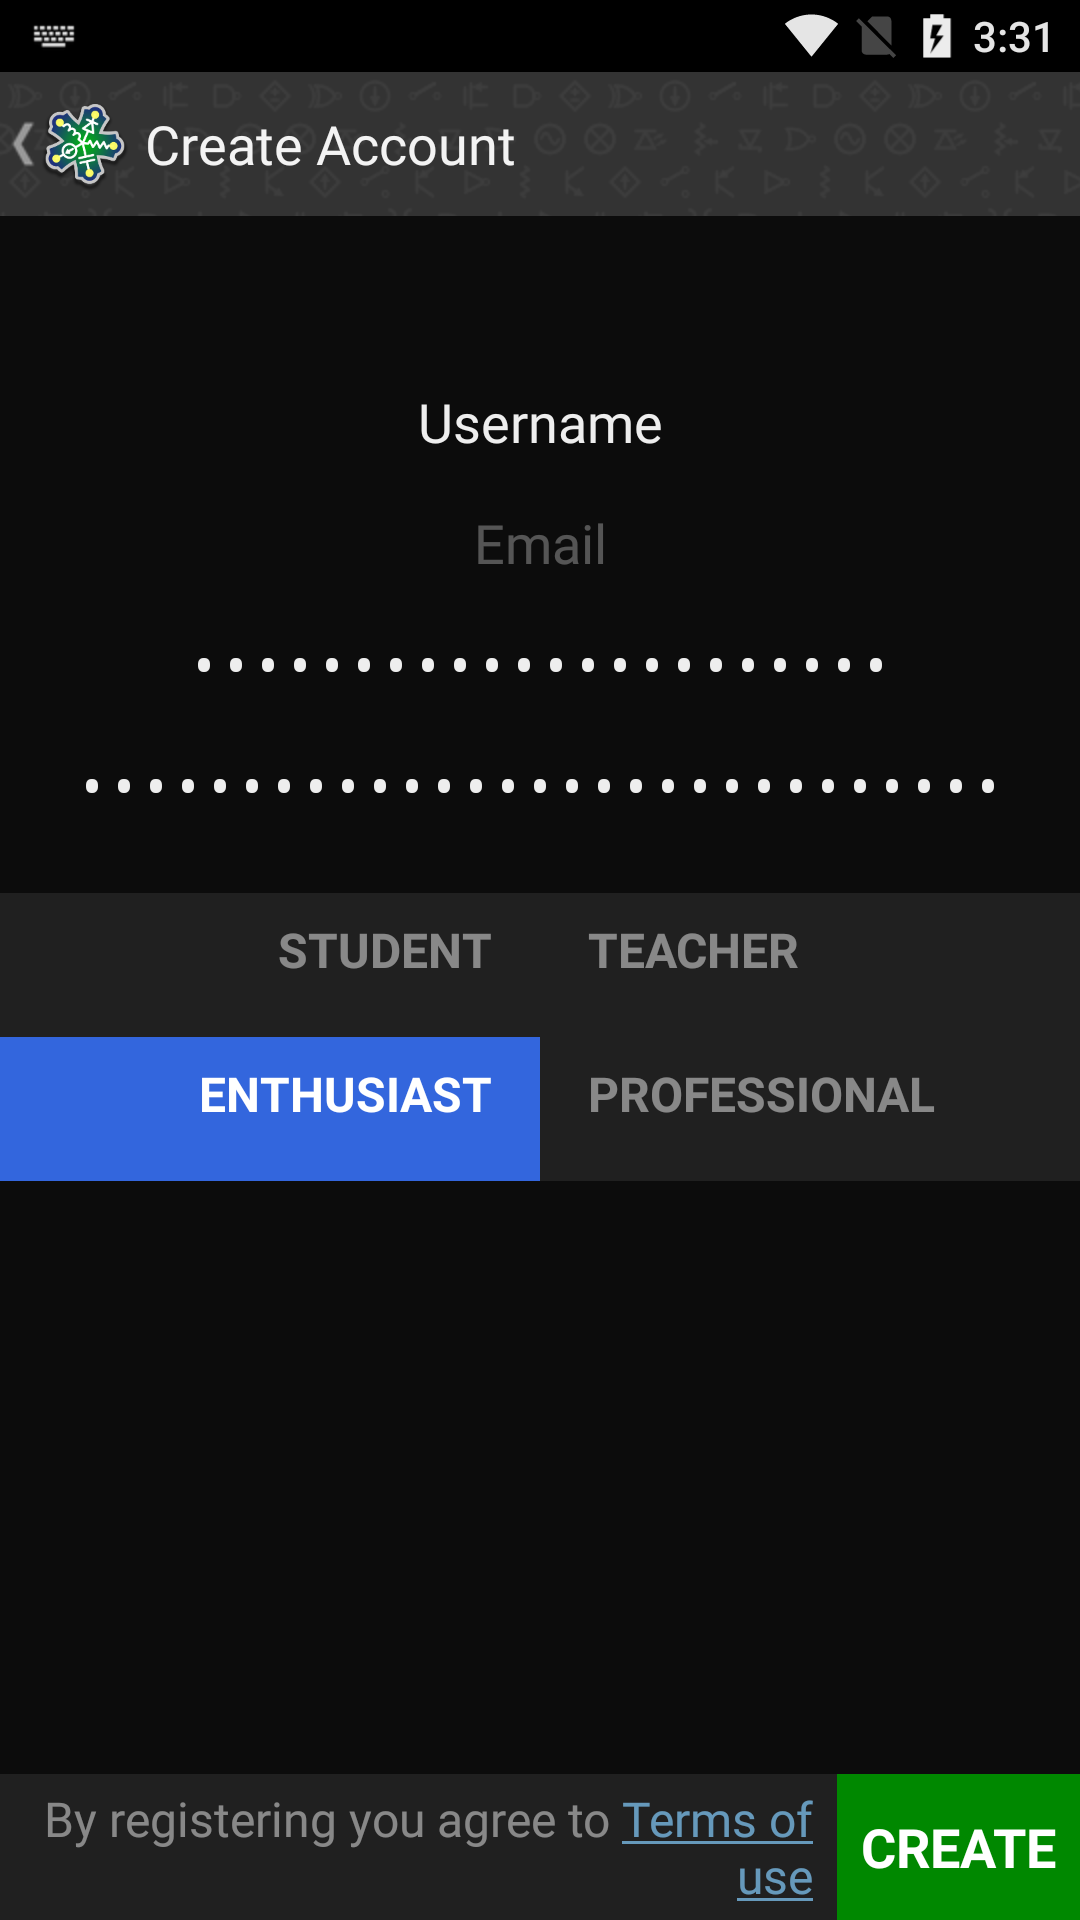 3:31
Create Account
Username
Email
••••••••••••••••••••••
•••••••••••••••••••••••••••••
STUDENT TEACHER
ENTHUSIAST PROFESSIONAL
By registering you agree to Terms of
use
CREATE